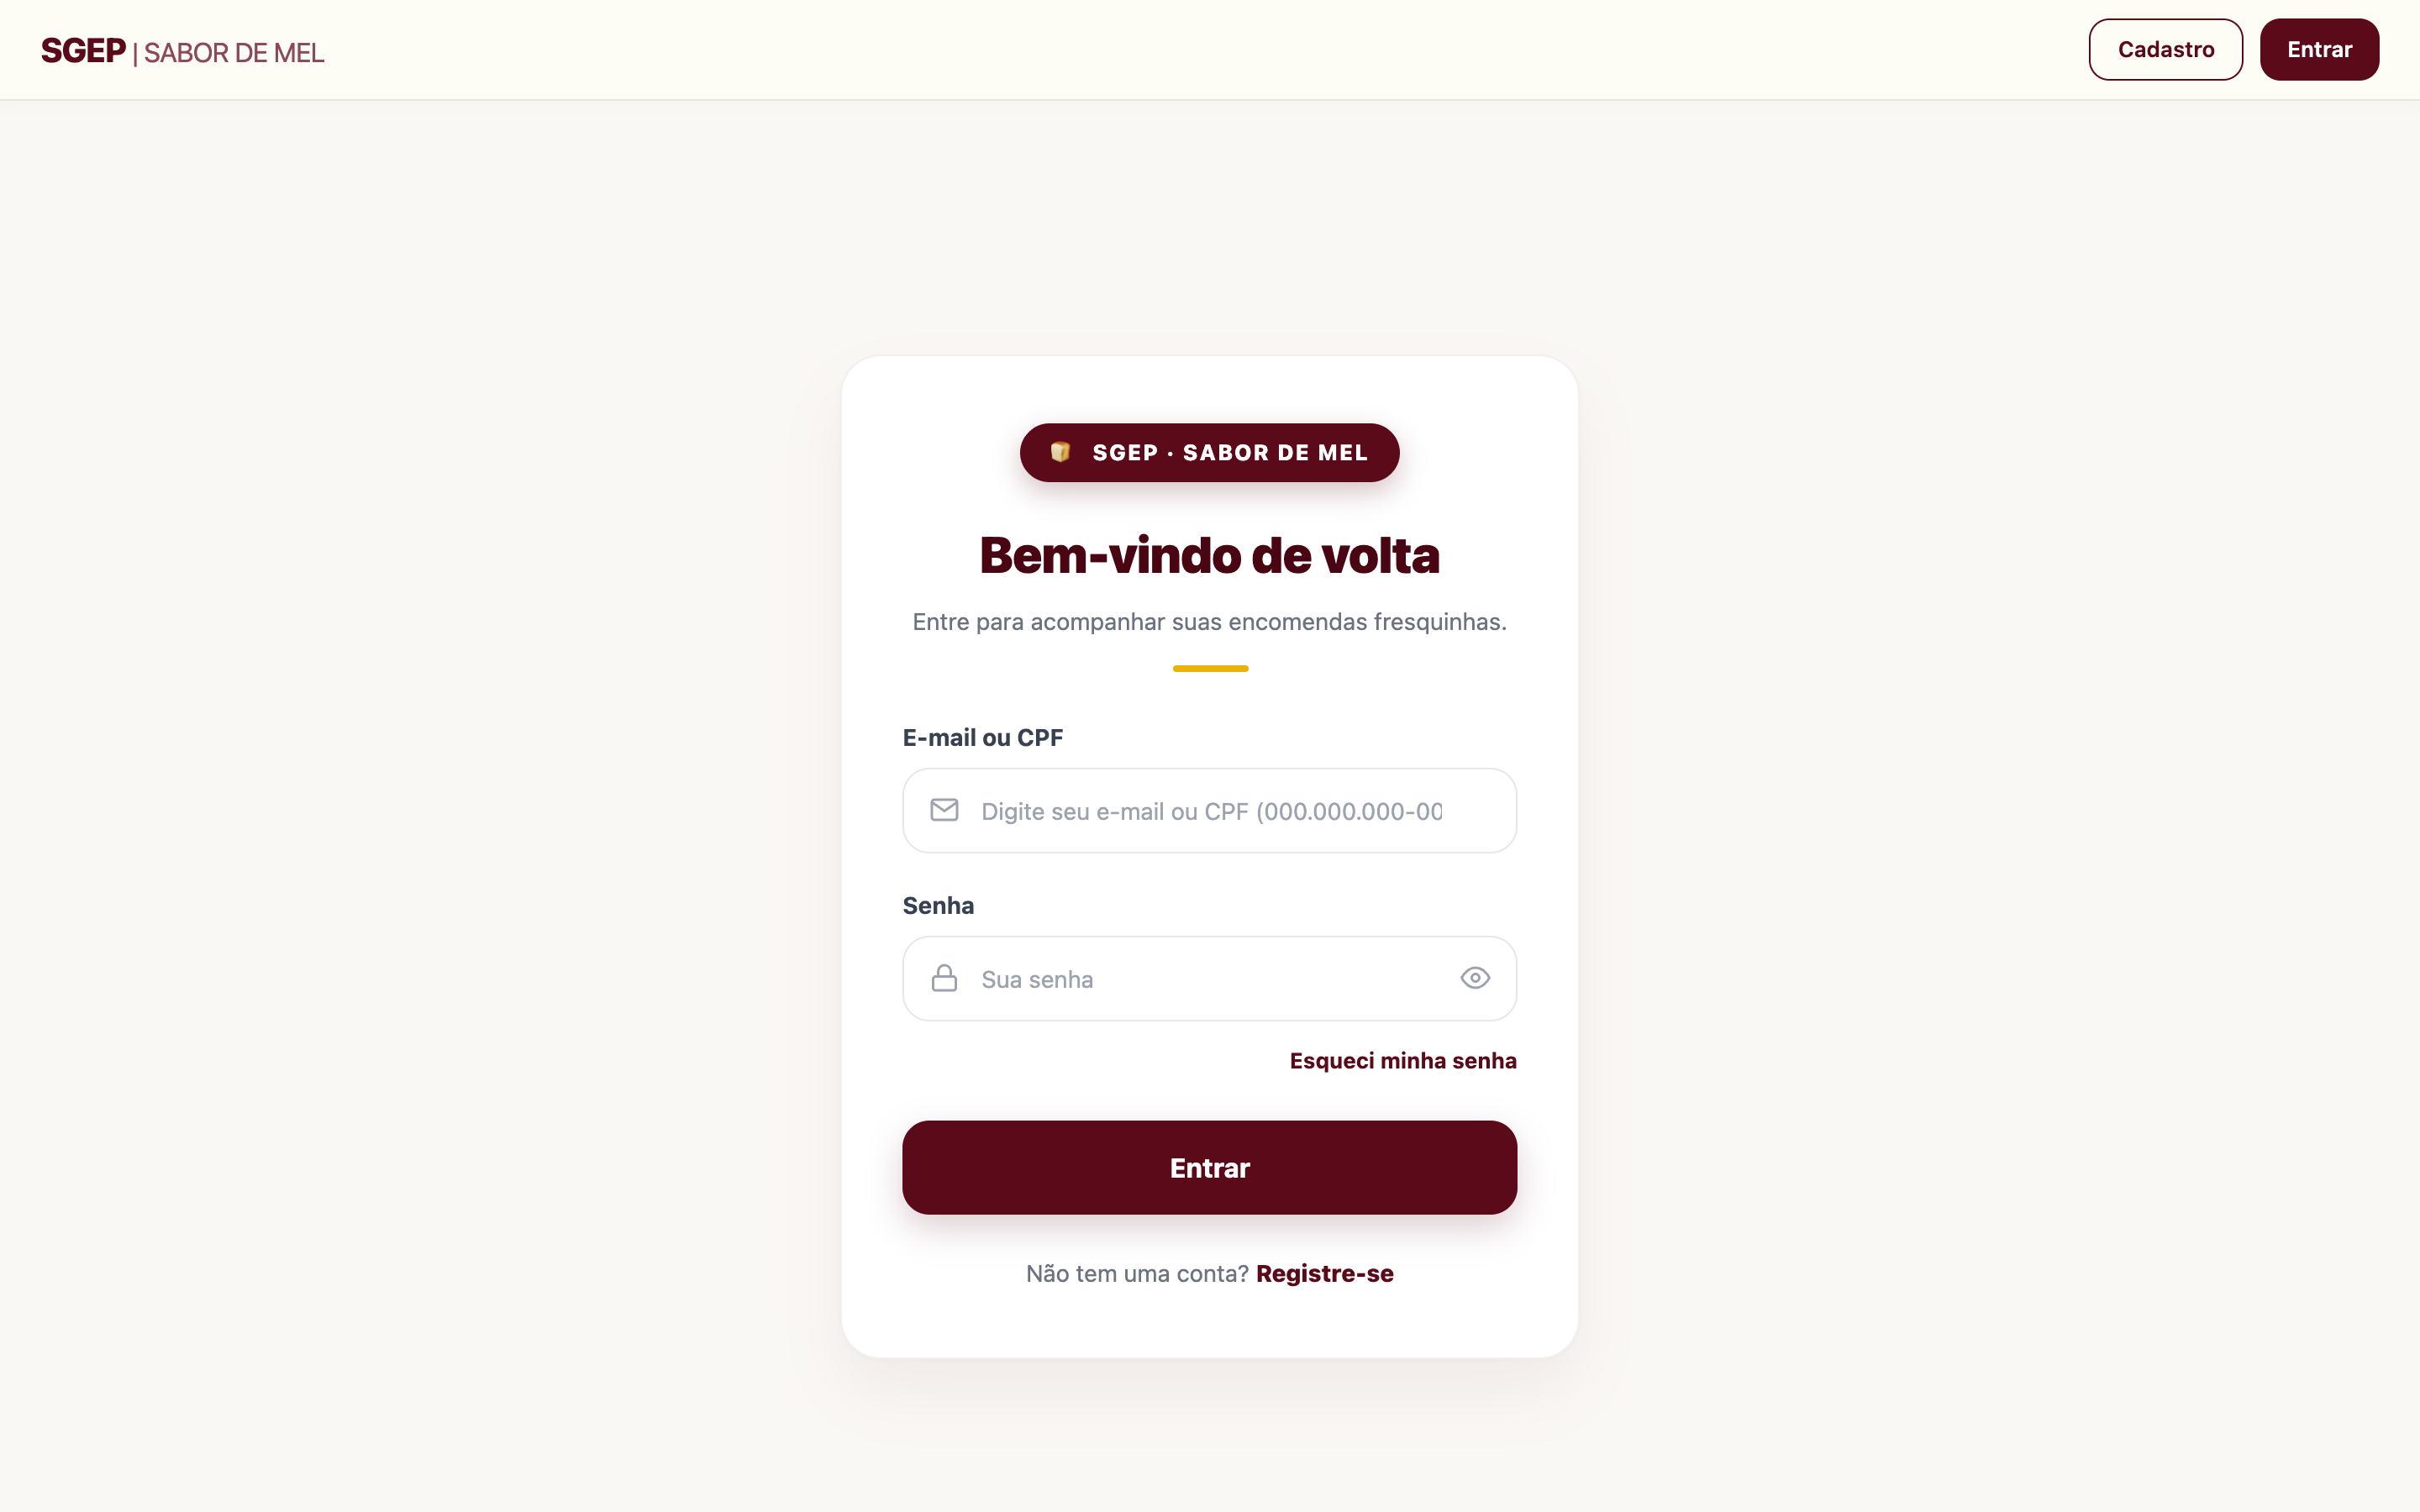 SGEP | SABOR DE MEL
Cadastro
Entrar
SGEP · SABOR DE MEL
Bem-vindo de volta
Entre para acompanhar suas encomendas fresquinhas.
E-mail ou CPF
Digite seu e-mail ou CPF (000.000.000-00
Senha
Sua senha
Esqueci minha senha
Entrar
Não tem uma conta? Registre-se